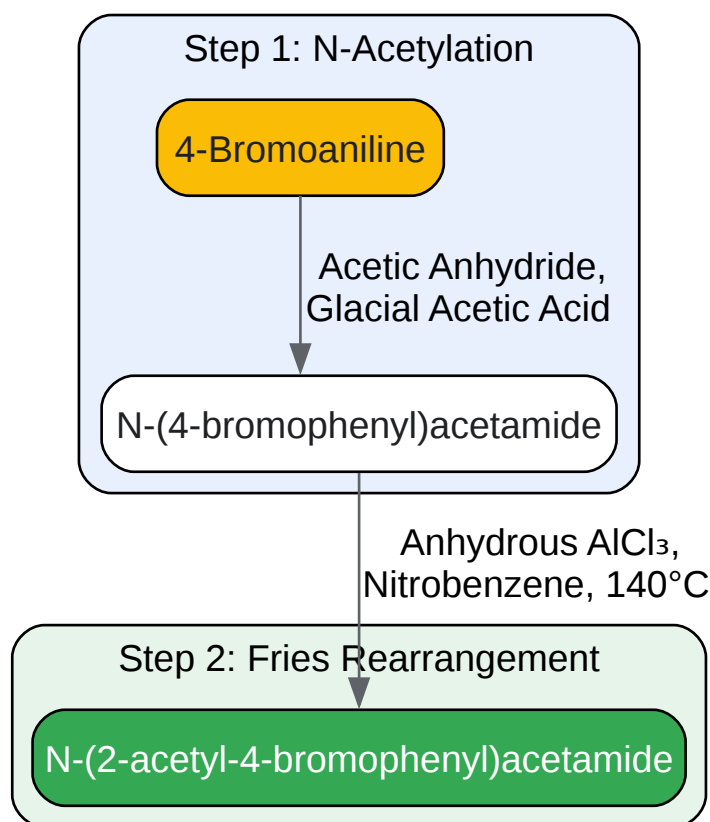 Step 1: N-Acetylation
4-Bromoaniline
Acetic Anhydride,
Glacial Acetic Acid
N-(4-bromophenyl)acetamide
Anhydrous AlCl₃,
Nitrobenzene, 140°C
Step 2: Fries Rearrangement
N-(2-acetyl-4-bromophenyl)acetamide